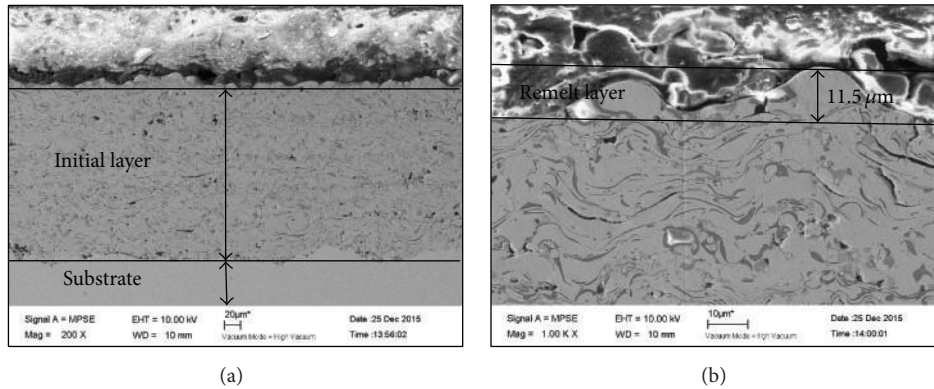 Initial layer
Substrate
Signal A = MPSE EHT = 10.00 kV 20µm* Date :25 Dec 2015
Mag = 200 X WD = 10 mm Vacuum Mode = High Vacuum Time :13:56:02
(a)
Remelt layer 11.5 µm
Signal A = MPSE EHT = 10.00 kV 10µm* Date :25 Dec 2015
Mag = 1.00 K X WD = 10 mm Vacuum Mode = High Vacuum Time :14:00:01
(b)